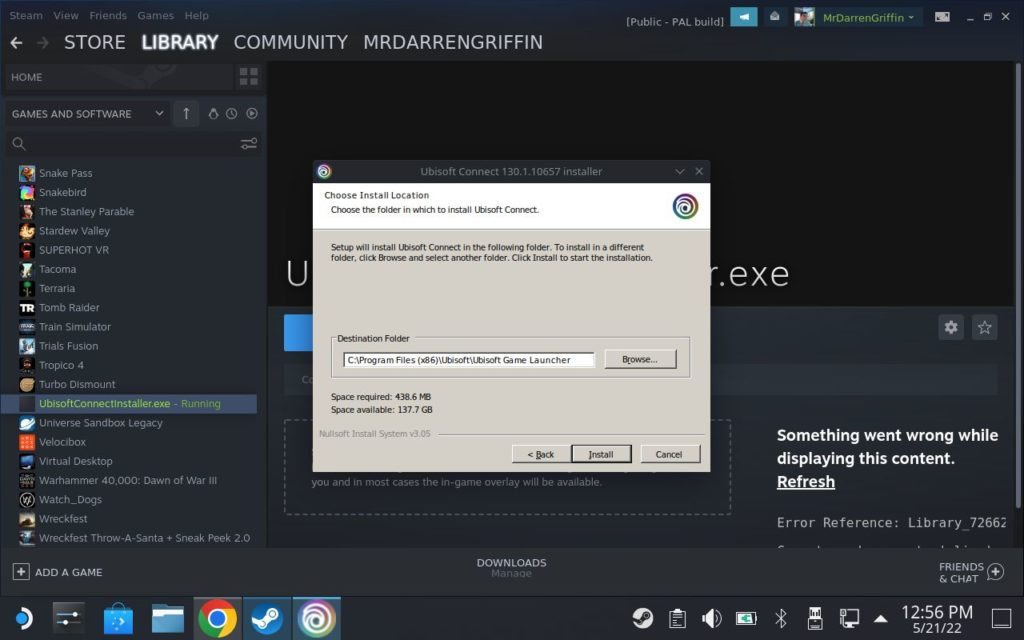 Steam View Friends Games Help
[Public - PAL build]
MrDarrenGriffin
STORE LIBRARY COMMUNITY MRDARRENGRIFFIN
HOME
GAMES AND SOFTWARE
Snake Pass
Snakebird
The Stanley Parable
Stardew Valley
SUPERHOT VR
Tacoma
Terraria
Tomb Raider
Train Simulator
Trials Fusion
Tropico 4
Turbo Dismount
UbisoftConnectInstaller.exe - Running
Universe Sandbox Legacy
Velocibox
Virtual Desktop
Warhammer 40,000: Dawn of War III
Watch_Dogs
Wreckfest
Wreckfest Throw-A-Santa + Sneak Peek 2.0
Ubisoft Connect 130.1.10657 installer
Choose Install Location
Choose the folder in which to install Ubisoft Connect.
Setup will install Ubisoft Connect in the following folder. To install in a different
folder, click Browse and select another folder. Click Install to start the installation.
Destination Folder
C:\Program Files (x86)\Ubisoft\Ubisoft Game Launcher
Browse...
Space required: 438.6 MB
Space available: 137.7 GB
Nullsoft Install System v3.05
< Back Install Cancel
U
r.exe
you and in most cases the in-game overlay will be available.
Something went wrong while
displaying this content.
Refresh
Error Reference: Library_72662
ADD A GAME
DOWNLOADS
Manage
FRIENDS
& CHAT
12:56 PM
5/21/22